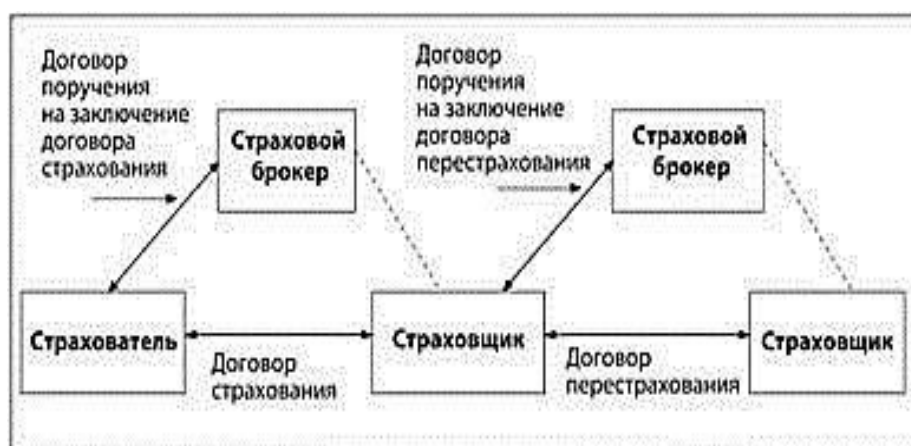 Договор
поручения
на заключение
договора
страхования
Страховой
брокер
Договор
поручения
на заключение
договора
перестрахования
Страховой
брокер
Страхователь
Договор
страхования
Страховщик
Договор
перестрахования
Страховщик